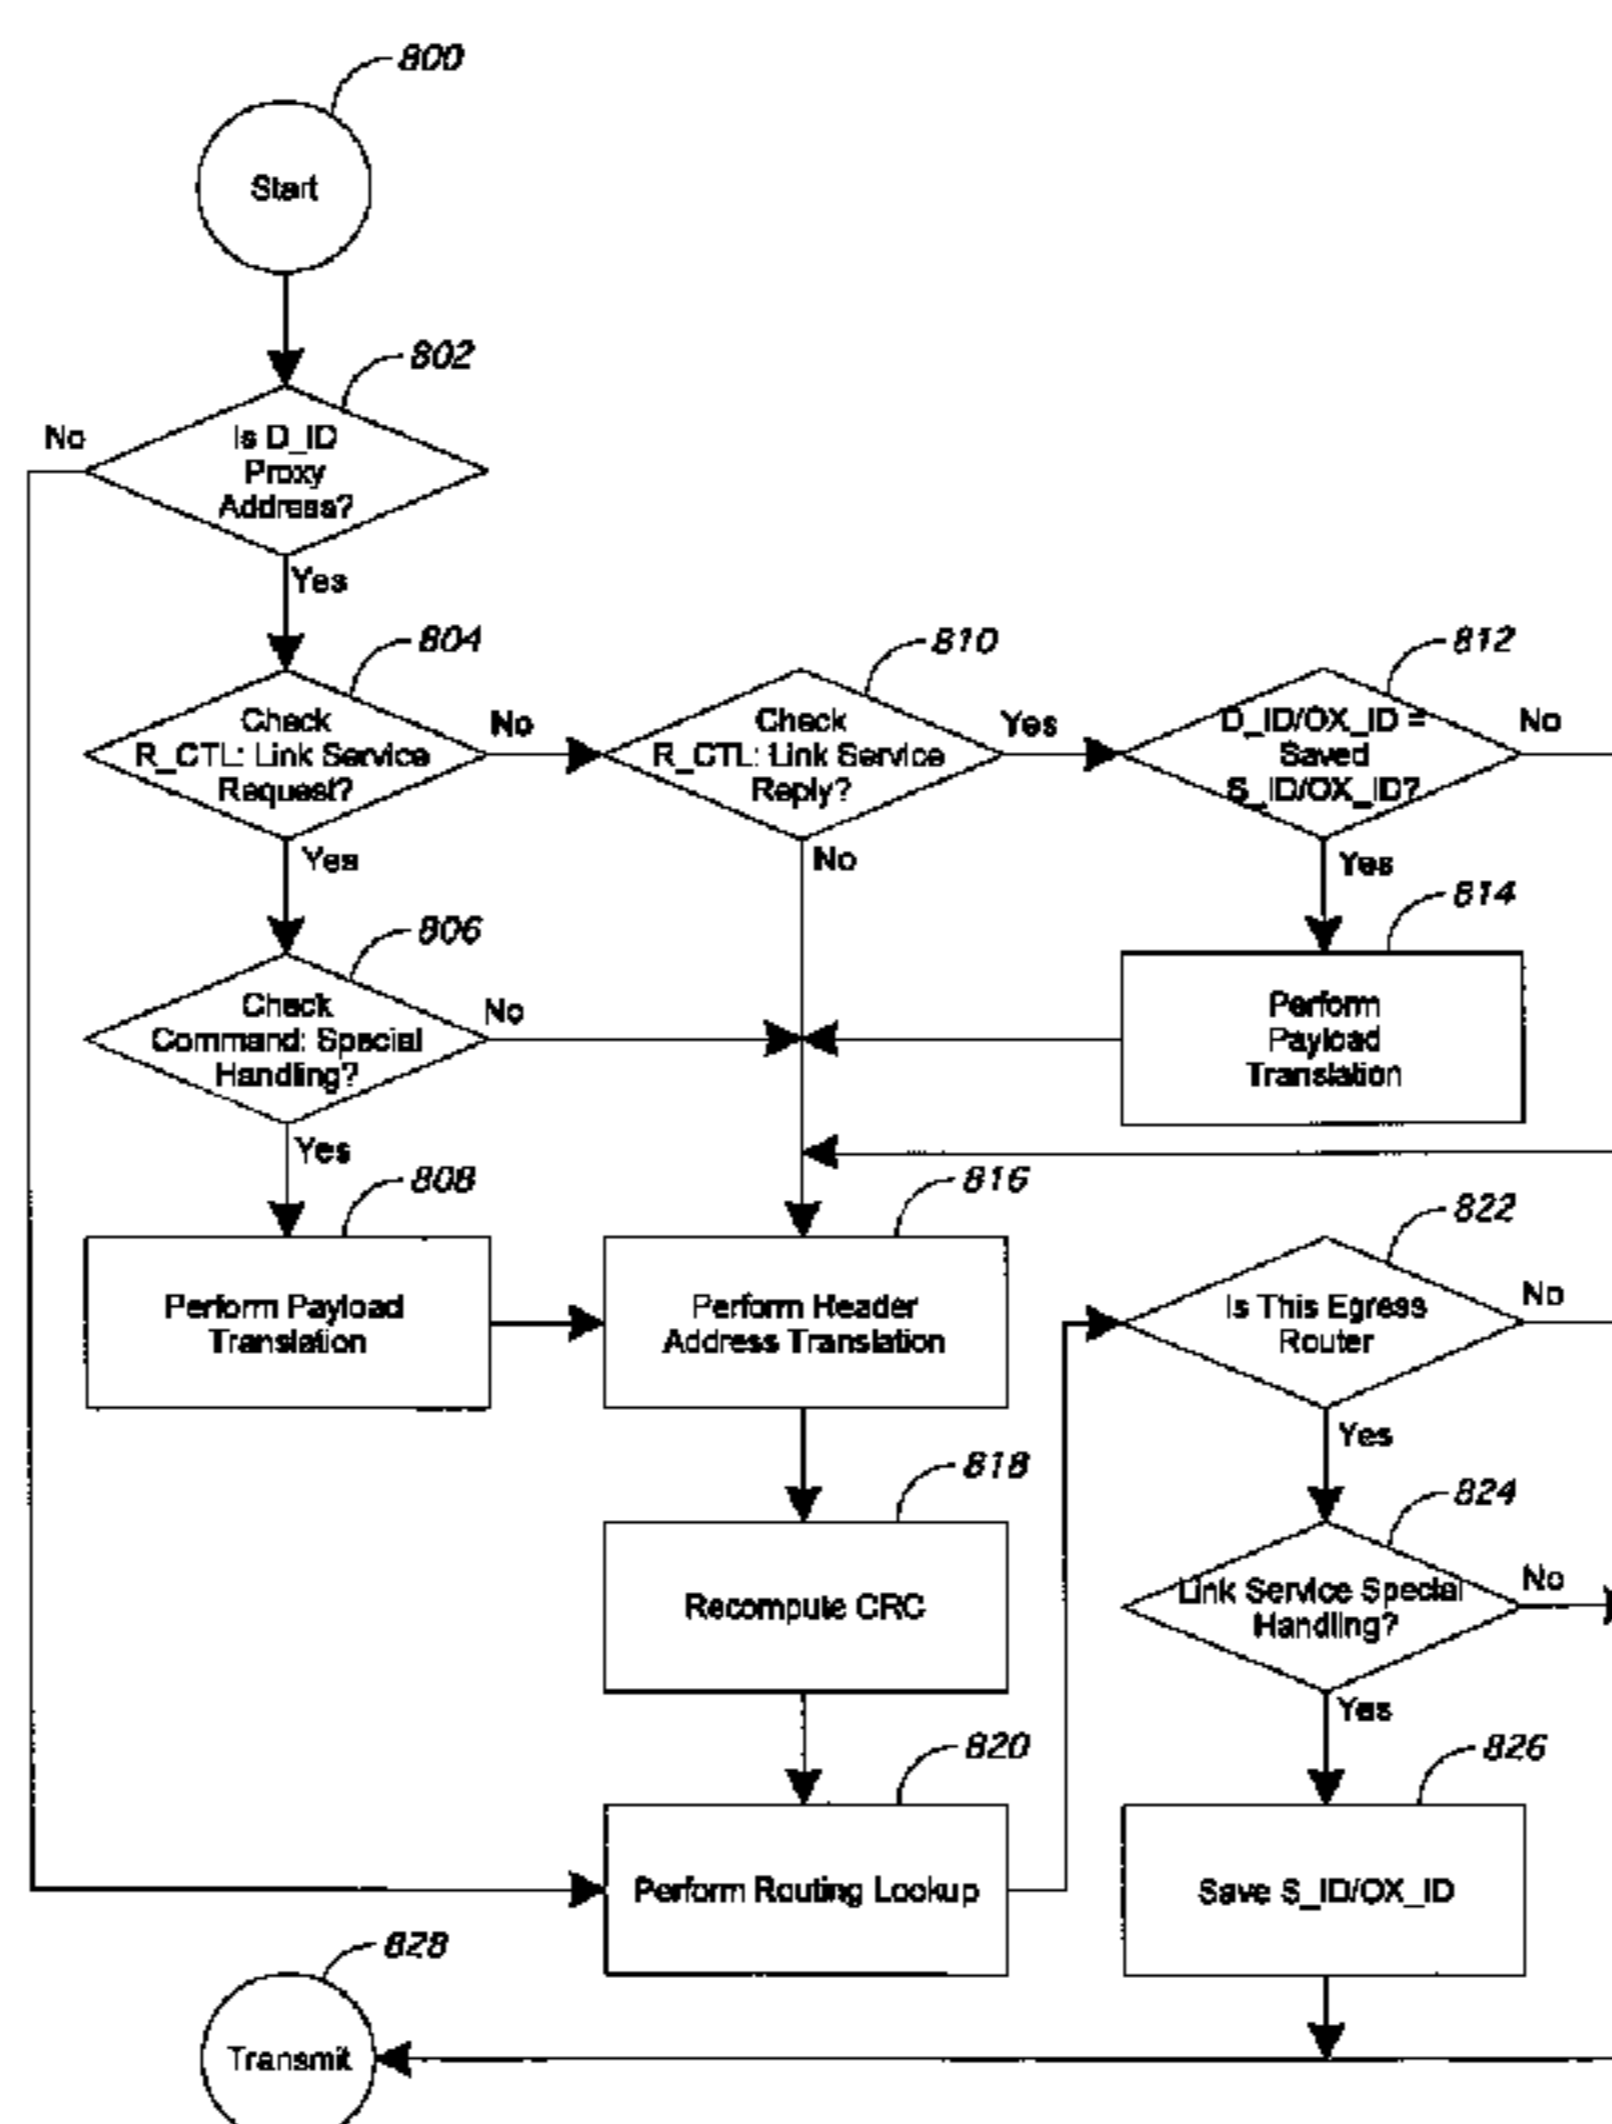 800
Start
802
No
Is D_ID
Proxy
Address?
Yes
804
Check
R_CTL: Link Service
Request?
No
Yes
810
Check
R_CTL: Link Service
Reply?
Yes
No
812
D_ID/OX_ID =
Saved
S_ID/OX_ID?
No
Yes
806
Check
Command: Special
Handling?
No
Yes
814
Perform
Payload
Translation
808
Perform Payload
Translation
816
Perform Header
Address Translation
822
Is This Egress
Router
No
Yes
818
Recompute CRC
824
Link Service Special
Handling?
No
Yes
820
Perform Routing Lookup
826
Save S_ID/OX_ID
828
Transmit